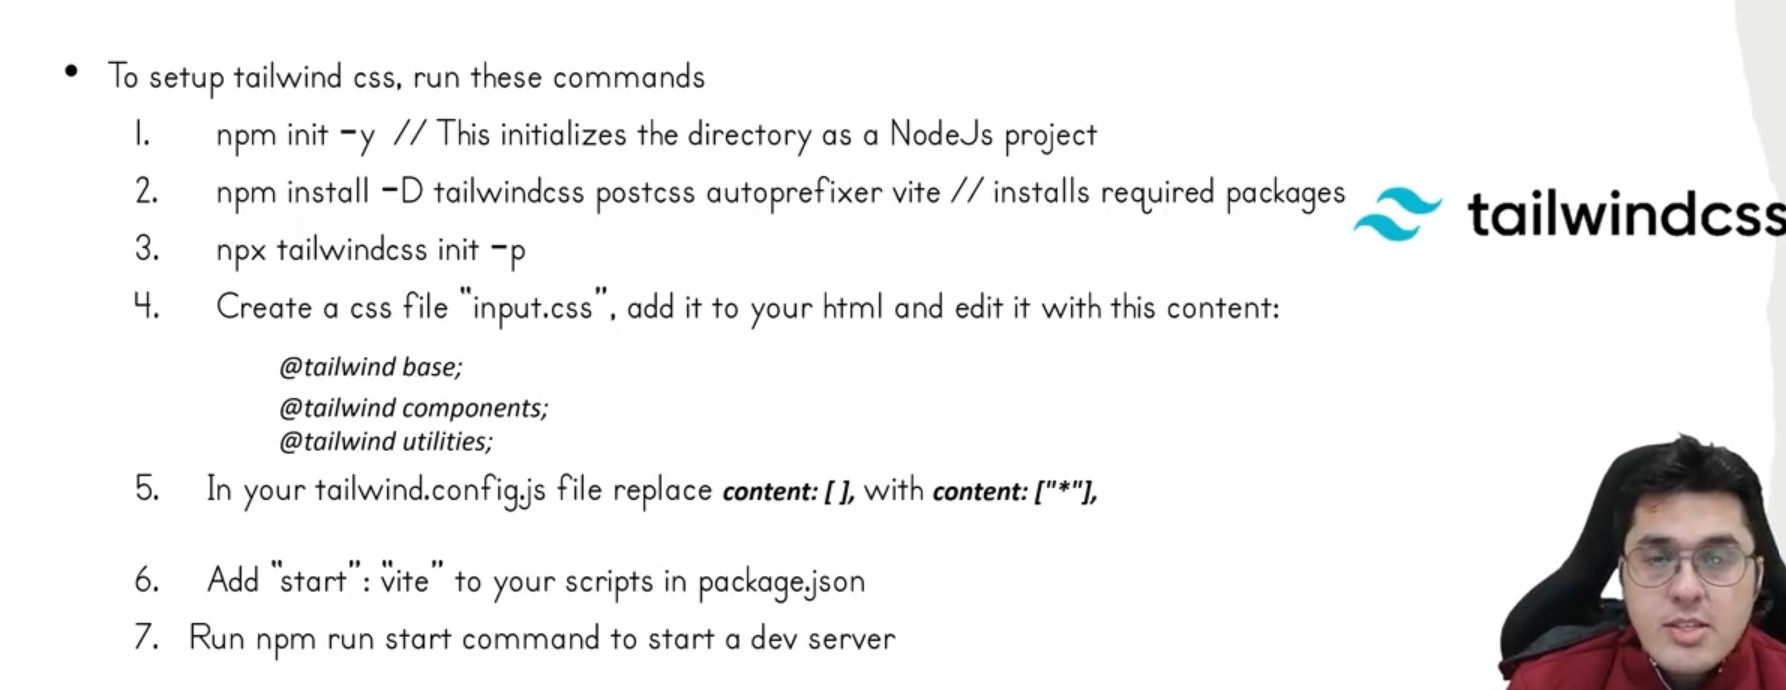 • To setup tailwind css, run these commands
1. npm init -y // This initializes the directory as a NodeJs project
2. npm install -D tailwindcss postcss autoprefixer vite // installs required packages
tailwindcss
3. npx tailwindcss init -p
4. Create a css file "input.css", add it to your html and edit it with this content:
@tailwind base;
@tailwind components;
@tailwind utilities;
5. In your tailwind.config.js file replace content: [ ], with content: ["*"],
6. Add "start": "vite" to your scripts in package.json
7. Run npm run start command to start a dev server